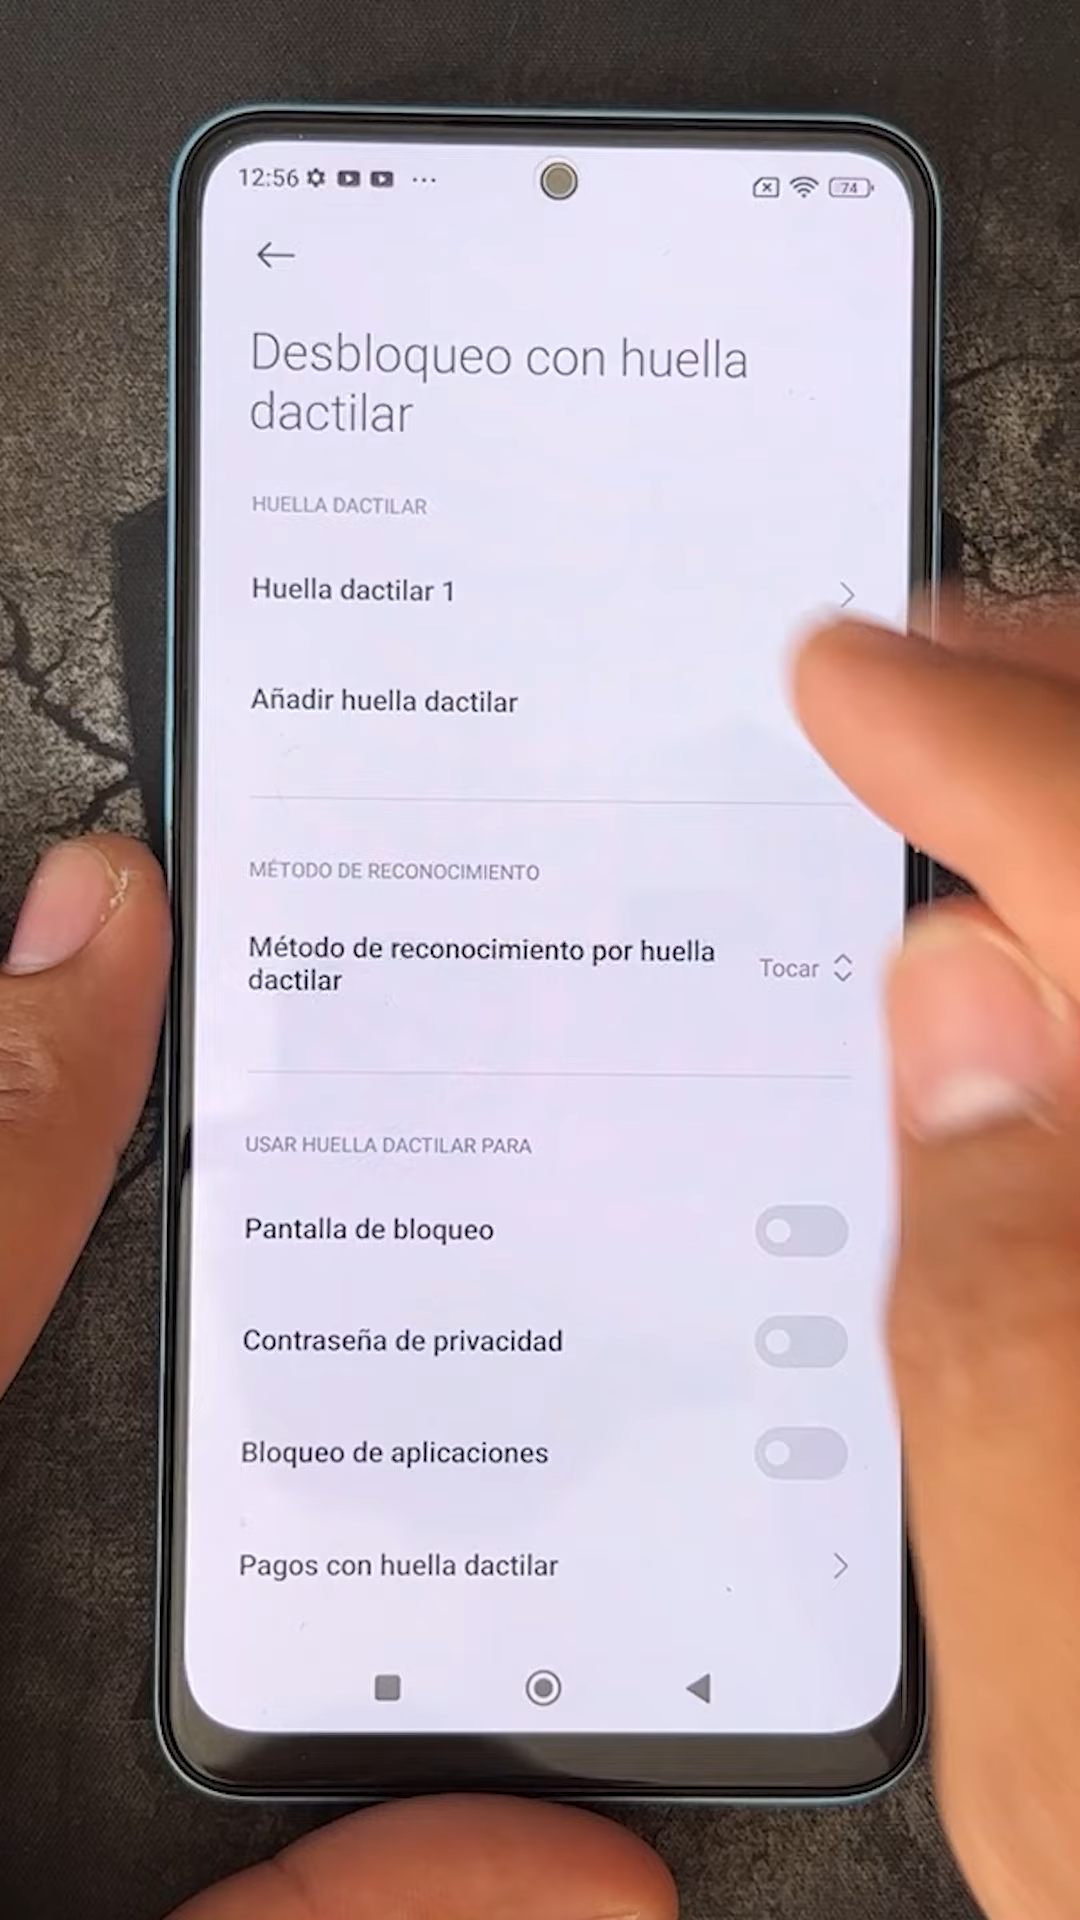 12:56 ... 74
Desbloqueo con huella
dactilar
HUELLA DACTILAR
Huella dactilar 1
Añadir huella dactilar
MÉTODO DE RECONOCIMIENTO
Método de reconocimiento por huella
dactilar
Tocar
USAR HUELLA DACTILAR PARA
Pantalla de bloqueo
Contraseña de privacidad
Bloqueo de aplicaciones
Pagos con huella dactilar